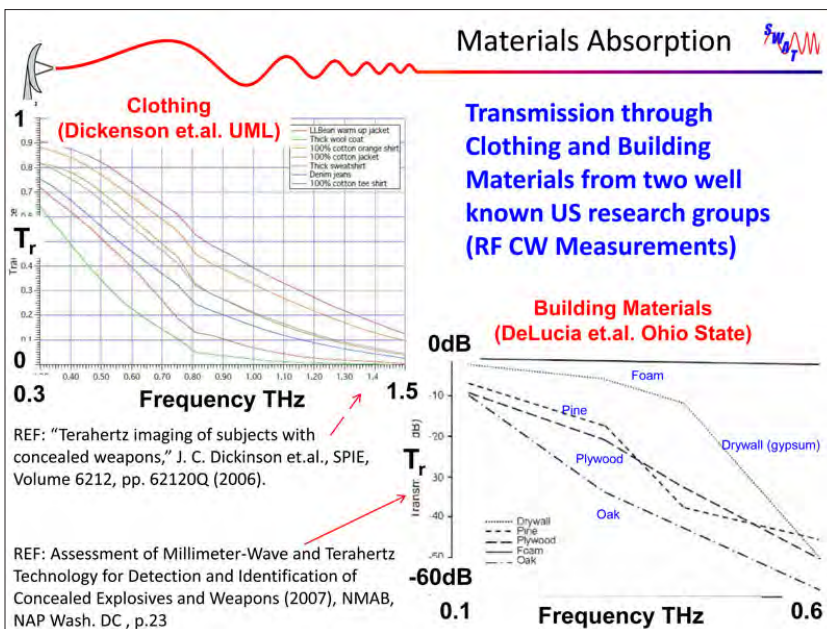 Materials Absorption
SWAT
Clothing
(Dickenson et.al. UML)
1
0.9
0.8
0.7
T
r
0.4
0.3
0.2
0.1
0
LLBean warm up jacket
Thick wool coat
100% cotton orange shirt
100% cotton jacket
Thick sweatshirt
Denim jeans
100% cotton tee shirt
0.40 0.50 0.60 0.70 0.80 0.90 1.00 1.10 1.20 1.30 1.4
0.3 Frequency THz 1.5
REF: “Terahertz imaging of subjects with
concealed weapons,” J. C. Dickinson et.al., SPIE,
Volume 6212, pp. 62120Q (2006).
REF: Assessment of Millimeter-Wave and Terahertz
Technology for Detection and Identification of
Concealed Explosives and Weapons (2007), NMAB,
NAP Wash. DC , p.23
Transmission through
Clothing and Building
Materials from two well
known US research groups
(RF CW Measurements)
Building Materials
(DeLucia et.al. Ohio State)
0dB
-10
-20
-30
-40
T
r
-60dB
Foam
Pine
Plywood
Drywall (gypsum)
Oak
Drywall
Pine
Plywood
Foam
Oak
0.1 Frequency THz 0.6